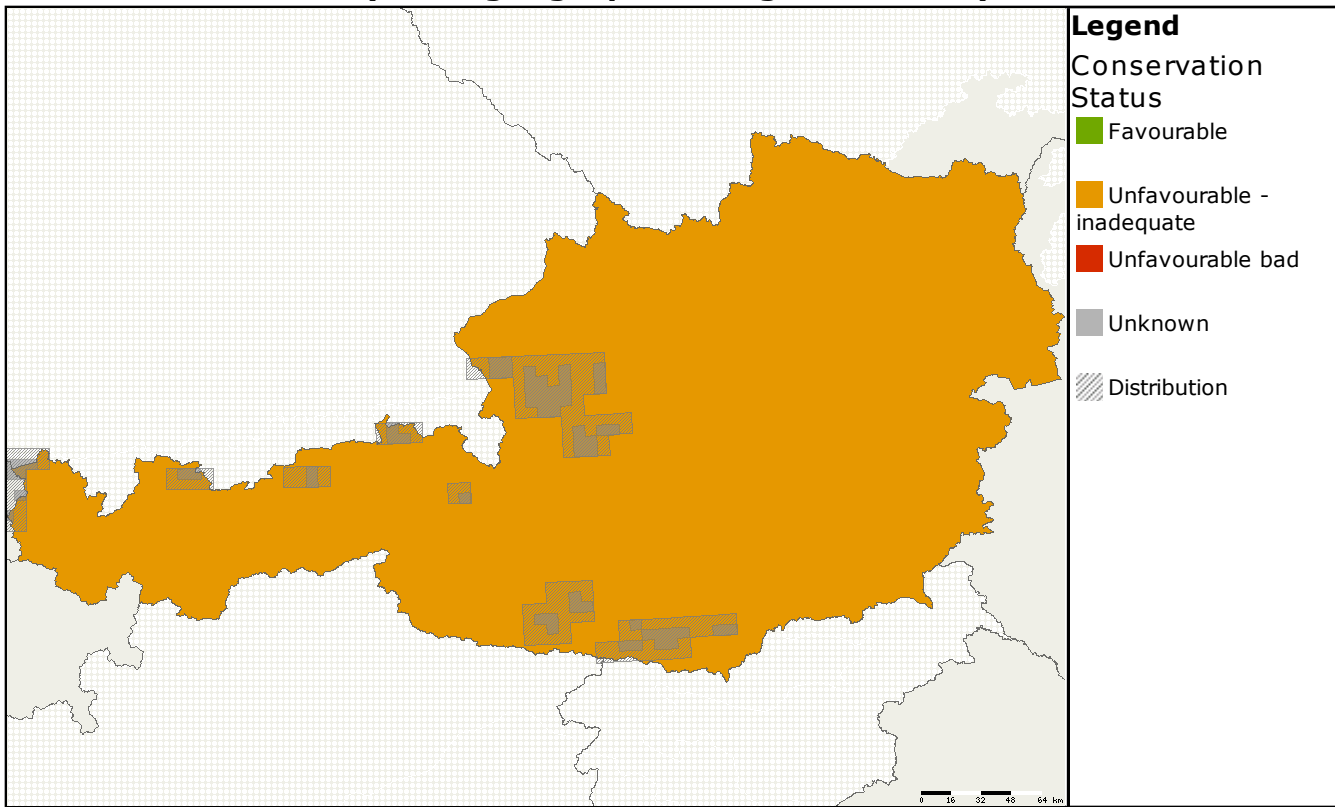 Legend
Conservation
Status
Favourable
Unfavourable -
inadequate
Unfavourable bad
Unknown
Distribution
0 16 32 48 64 km